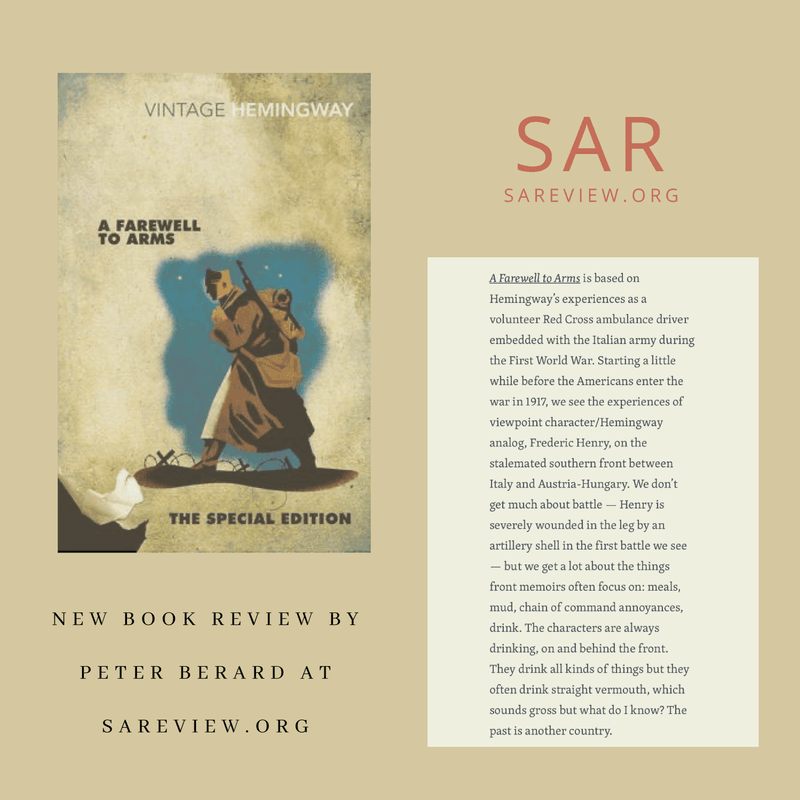 VINTAGE HEMINGWAY
A FAREWELL
TO ARMS
THE SPECIAL EDITION
NEW BOOK REVIEW BY
PETER BERARD AT
SAREVIEW.ORG
SAR
SAREVIEW.ORG
A Farewell to Arms is based on
Hemingway's experiences as a
volunteer Red Cross ambulance driver
embedded with the Italian army during
the First World War. Starting a little
while before the Americans enter the
war in 1917, we see the experiences of
viewpoint character/Hemingway
analog, Frederic Henry, on the
stalemated southern front between
Italy and Austria-Hungary. We don't
get much about battle — Henry is
severely wounded in the leg by an
artillery shell in the first battle we see
— but we get a lot about the things
front memoirs often focus on: meals,
mud, chain of command annoyances,
drink. The characters are always
drinking, on and behind the front.
They drink all kinds of things but they
often drink straight vermouth, which
sounds gross but what do I know? The
past is another country.